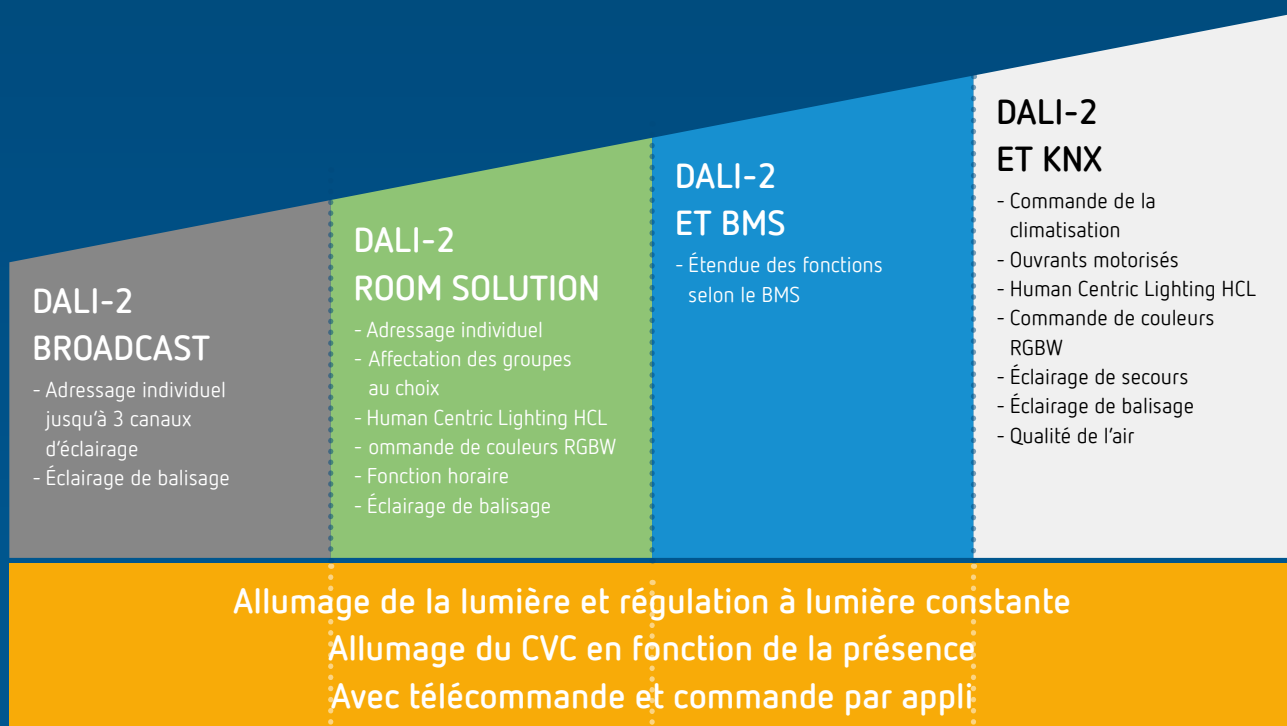 DALI-2
BROADCAST
- Adressage individuel
jusqu'à 3 canaux
d'éclairage
- Éclairage de balisage
DALI-2
ROOM SOLUTION
- Adressage individuel
- Affectation des groupes
au choix
- Human Centric Lighting HCL
- ommande de couleurs RGBW
- Fonction horaire
- Éclairage de balisage
DALI-2
ET BMS
- Étendue des fonctions
selon le BMS
DALI-2
ET KNX
- Commande de la
climatisation
- Ouvrants motorisés
- Human Centric Lighting HCL
- Commande de couleurs
RGBW
- Éclairage de secours
- Éclairage de balisage
- Qualité de l'air
Allumage de la lumière et régulation à lumière constante
Allumage du CVC en fonction de la présence
Avec télécommande et commande par appli